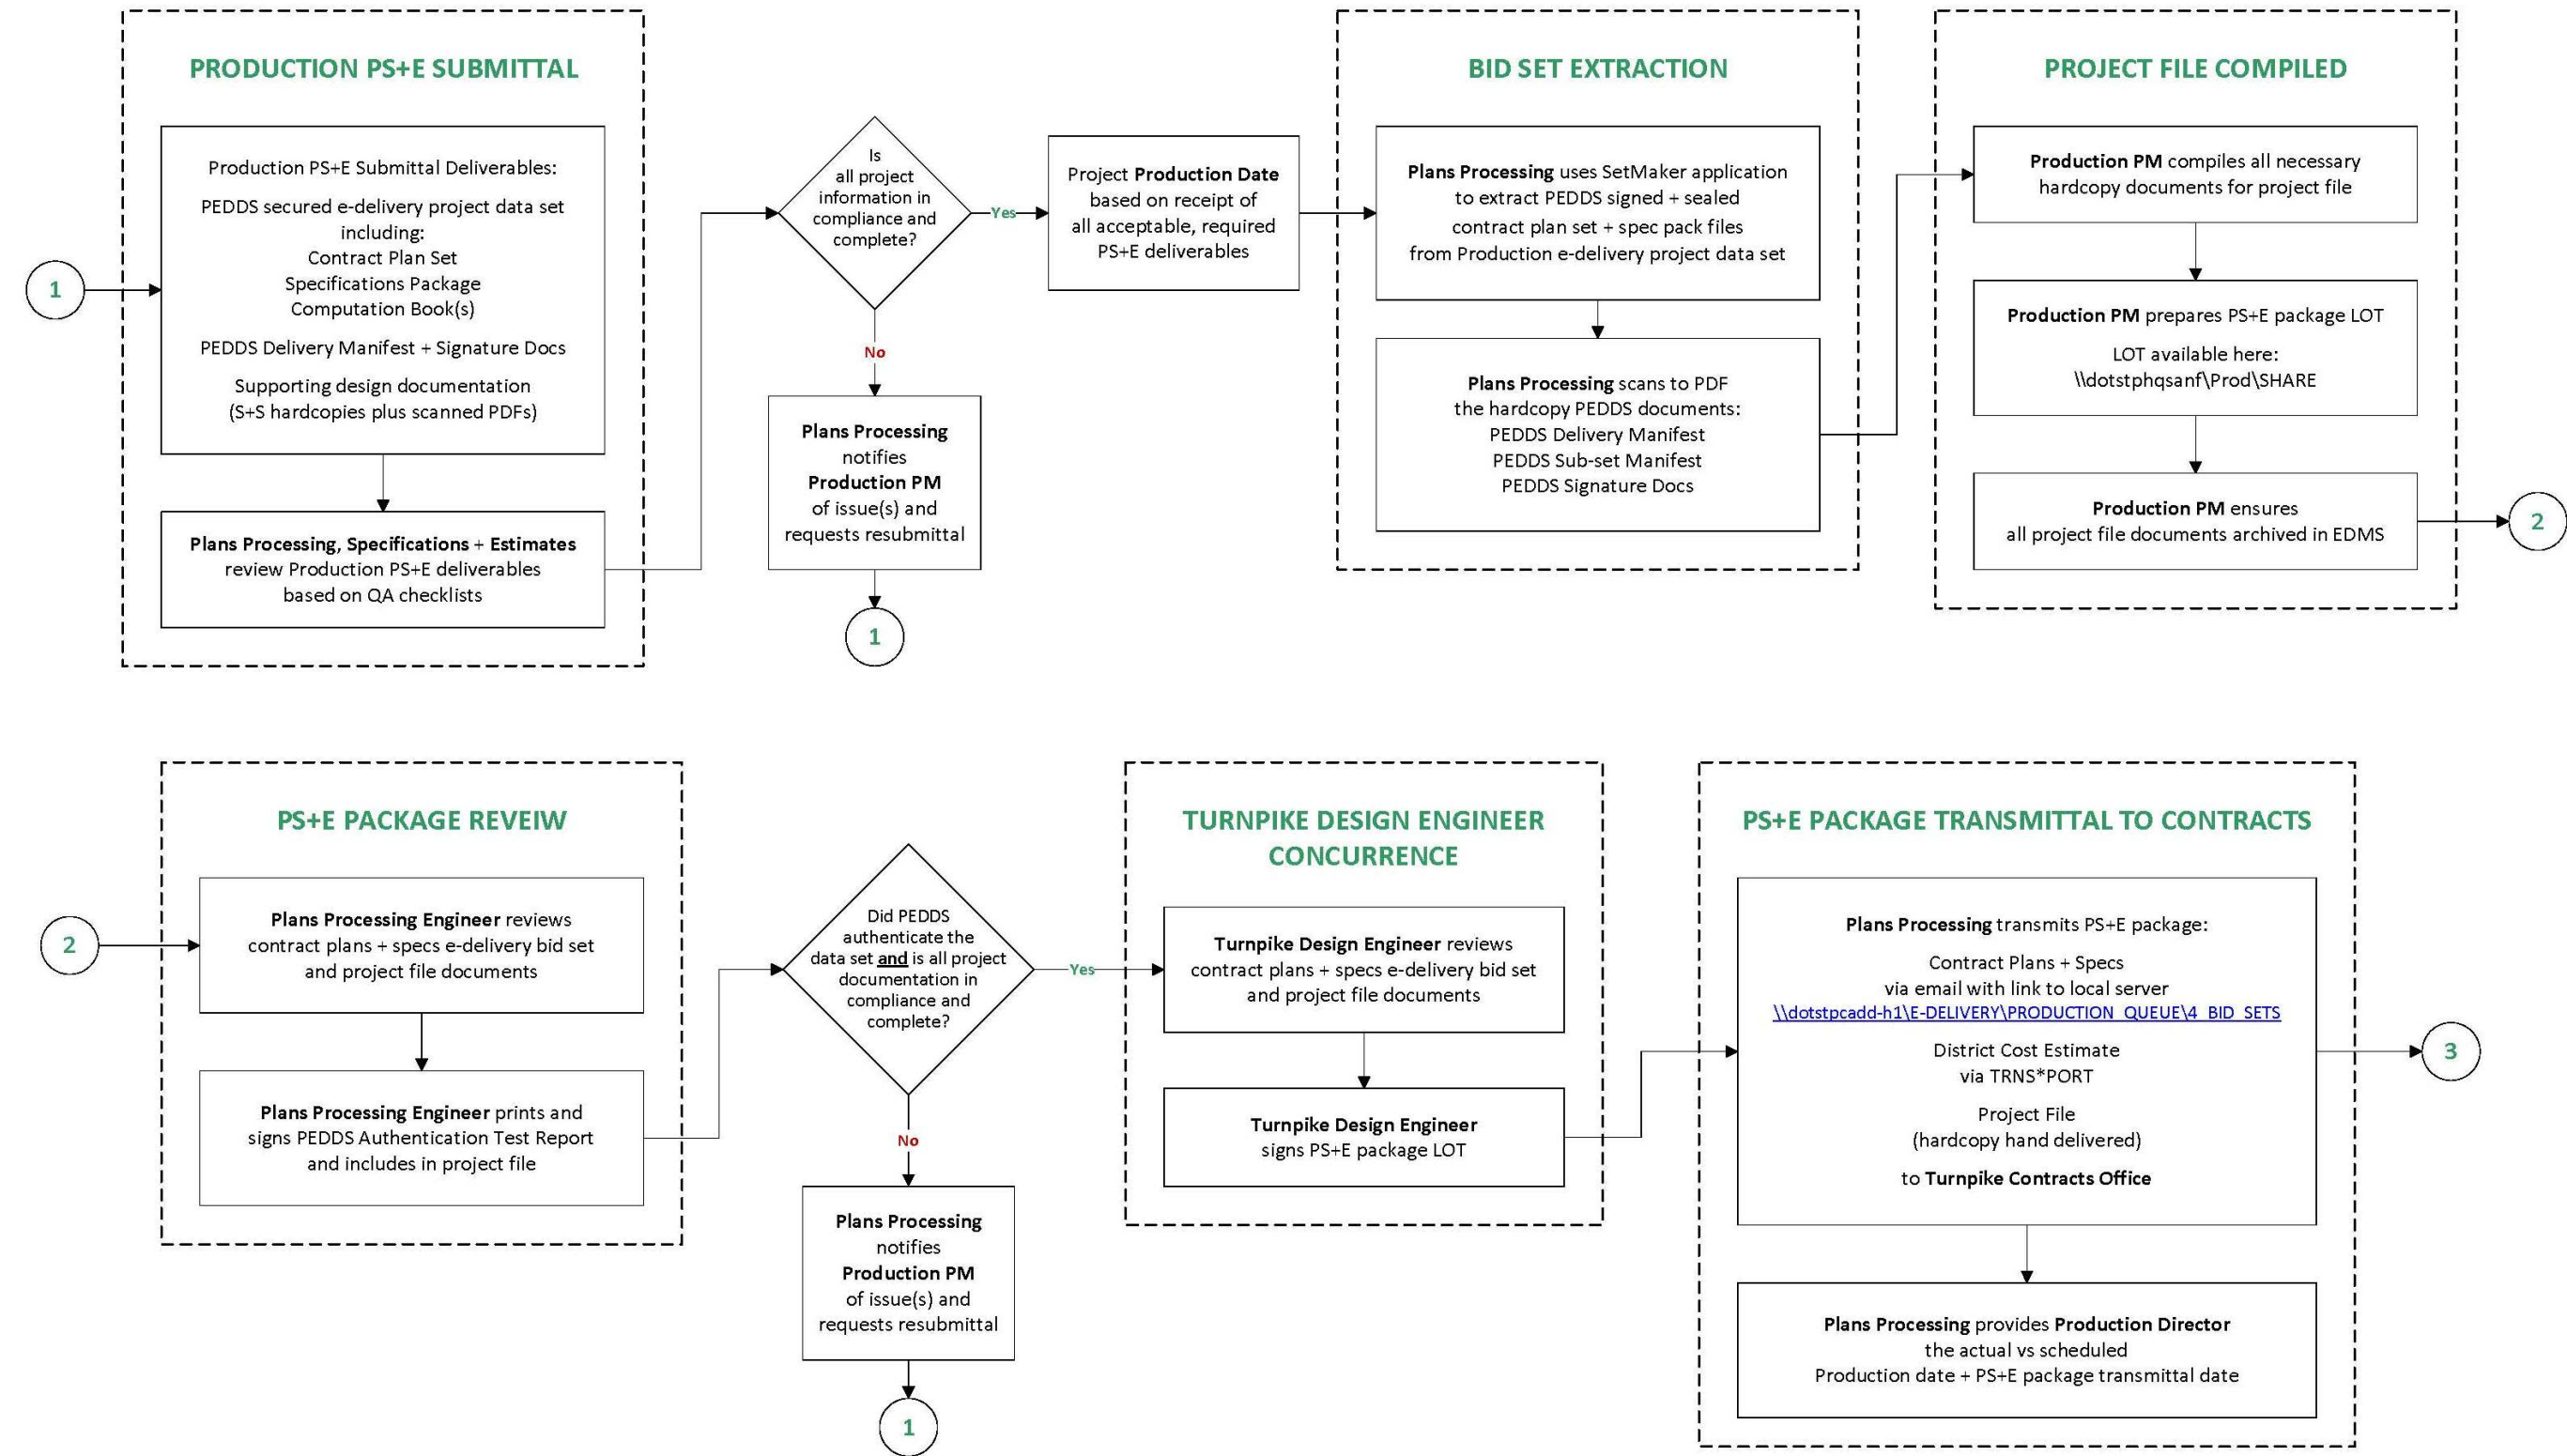 PRODUCTION PS+E SUBMITTAL
1
Production PS+E Submittal Deliverables:
PEDDS secured e-delivery project data set
including:
Contract Plan Set
Specifications Package
Computation Book(s)
PEDDS Delivery Manifest + Signature Docs
Supporting design documentation
(S+S hardcopies plus scanned PDFs)
Plans Processing, Specifications + Estimates
review Production PS+E deliverables
based on QA checklists
Is
all project
information in
compliance and
complete?
Yes
No
Plans Processing
notifies
Production PM
of issue(s) and
requests resubmittal
1
Project Production Date
based on receipt of
all acceptable, required
PS+E deliverables
BID SET EXTRACTION
Plans Processing uses SetMaker application
to extract PEDDS signed + sealed
contract plan set + spec pack files
from Production e-delivery project data set
Plans Processing scans to PDF
the hardcopy PEDDS documents:
PEDDS Delivery Manifest
PEDDS Sub-set Manifest
PEDDS Signature Docs
PROJECT FILE COMPILED
Production PM compiles all necessary
hardcopy documents for project file
Production PM prepares PS+E package LOT
LOT available here:
\\dotstphqsanf\Prod\SHARE
Production PM ensures
all project file documents archived in EDMS
2
PS+E PACKAGE REVEIW
2
Plans Processing Engineer reviews
contract plans + specs e-delivery bid set
and project file documents
Plans Processing Engineer prints and
signs PEDDS Authentication Test Report
and includes in project file
Did PEDDS
authenticate the
data set and is all project
documentation in
compliance and
complete?
Yes
No
Plans Processing
notifies
Production PM
of issue(s) and
requests resubmittal
1
TURNPIKE DESIGN ENGINEER
CONCURRENCE
Turnpike Design Engineer reviews
contract plans + specs e-delivery bid set
and project file documents
Turnpike Design Engineer
signs PS+E package LOT
PS+E PACKAGE TRANSMITTAL TO CONTRACTS
Plans Processing transmits PS+E package:
Contract Plans + Specs
via email with link to local server
\\dotstpcadd-h1\E-DELIVERY\PRODUCTION_QUEUE\4_BID_SETS
District Cost Estimate
via TRNS*PORT
Project File
(hardcopy hand delivered)
to Turnpike Contracts Office
3
Plans Processing provides Production Director
the actual vs scheduled
Production date + PS+E package transmittal date